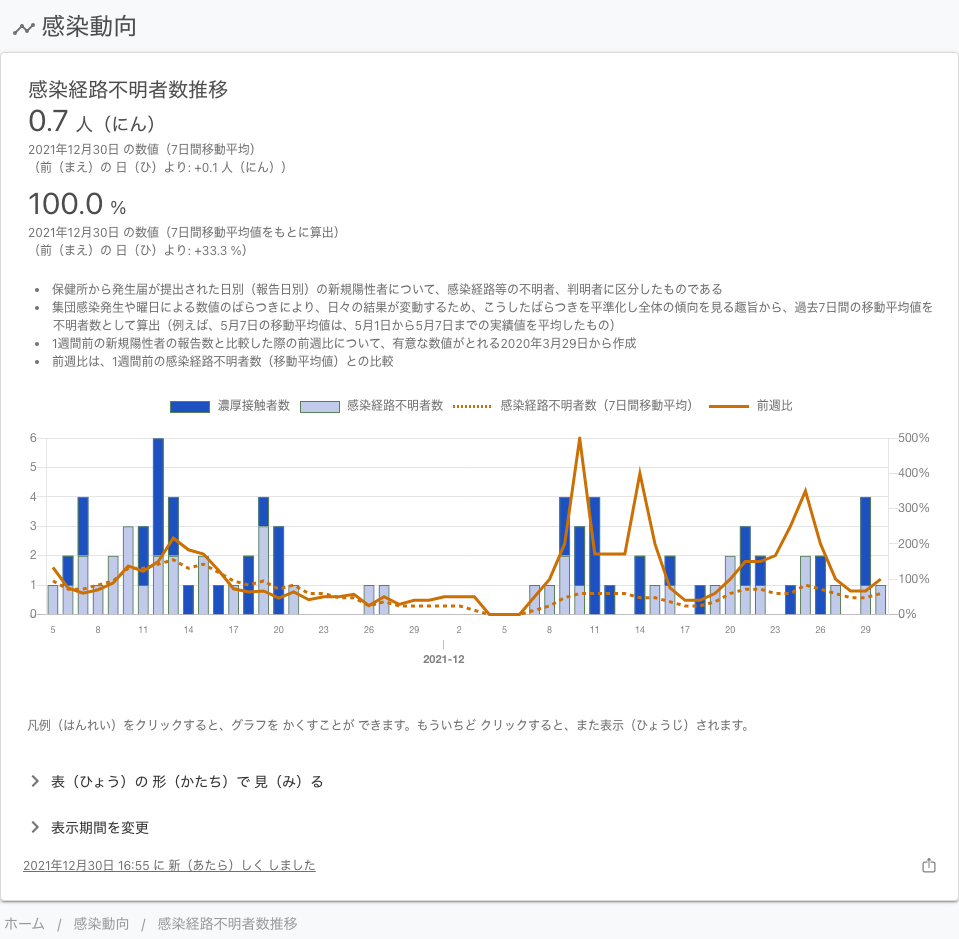 感染動向
感染経路不明者数推移
0.7 人（にん）
2021年12月30日 の数値（7日間移動平均）
（前（まえ）の 日（ひ）より: +0.1 人（にん））
100.0 %
2021年12月30日 の数値（7日間移動平均値をもとに算出）
（前（まえ）の 日（ひ）より: +33.3 %）
• 保健所から発生届が提出された日別（報告日別）の新規陽性者について、感染経路等の不明者、判明者に区分したものである
• 集団感染発生や曜日による数値のばらつきにより、日々の結果が変動するため、こうしたばらつきを平準化し全体の傾向を見る趣旨から、過去7日間の移動平均値を
不明者数として算出（例えば、5月7日の移動平均値は、5月1日から5月7日までの実績値を平均したもの）
• 1週間前の新規陽性者の報告数と比較した際の前週比について、有意な数値がとれる2020年3月29日から作成
• 前週比は、1週間前の感染経路不明者数（移動平均値）との比較
濃厚接触者数 感染経路不明者数 感染経路不明者数（7日間移動平均） 前週比
6 500%
5 400%
4 300%
3 200%
2 100%
1 0%
0
5 8 11 14 17 20 23 26 29 2 5 8 11 14 17 20 23 26 29
2021-12
凡例（はんれい）をクリックすると、グラフを かくすことが できます。もういちど クリックすると、また表示（ひょうじ）されます。
表（ひょう）の 形（かたち）で 見（み）る
表示期間を変更
2021年12月30日 16:55 に 新（あたら）しく しました
ホーム / 感染動向 / 感染経路不明者数推移